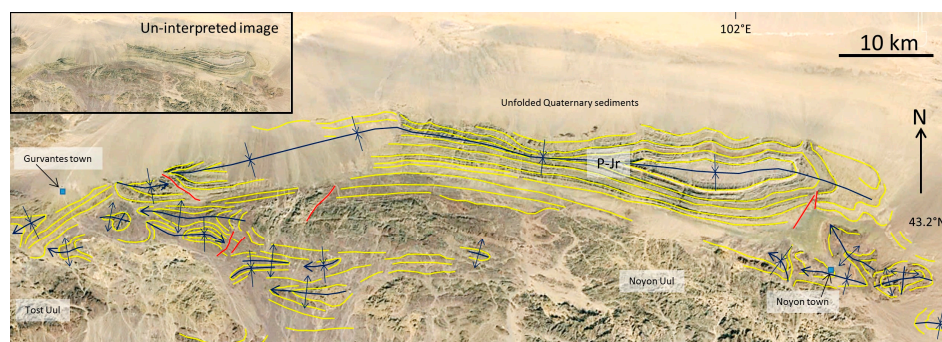 Un-interpreted image
102°E
10 km
Unfolded Quaternary sediments
N
Gurvantes town
P-Jr
43.2°N
Noyon Uul
Noyon town
Tost Uul